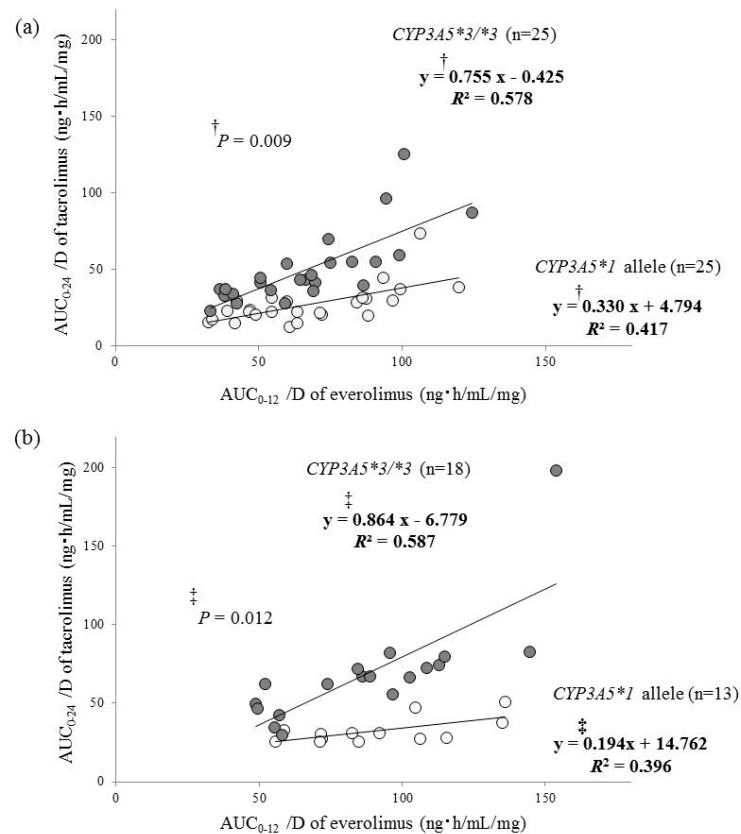 (a)
200
150
100
50
0
0
50
100
150
AUC0-24 /D of tacrolimus (ng・h/mL/mg)
AUC0-12 /D of everolimus (ng・h/mL/mg)
CYP3A5*3/*3 (n=25)
†
y = 0.755 x - 0.425
R² = 0.578
†
P = 0.009
CYP3A5*1 allele (n=25)
†
y = 0.330 x + 4.794
R² = 0.417
(b)
200
150
100
50
0
0
50
100
150
AUC0-24 /D of tacrolimus (ng・h/mL/mg)
AUC0-12 /D of everolimus (ng・h/mL/mg)
CYP3A5*3/*3 (n=18)
‡
y = 0.864 x - 6.779
R² = 0.587
‡
P = 0.012
CYP3A5*1 allele (n=13)
‡
y = 0.194x + 14.762
R² = 0.396